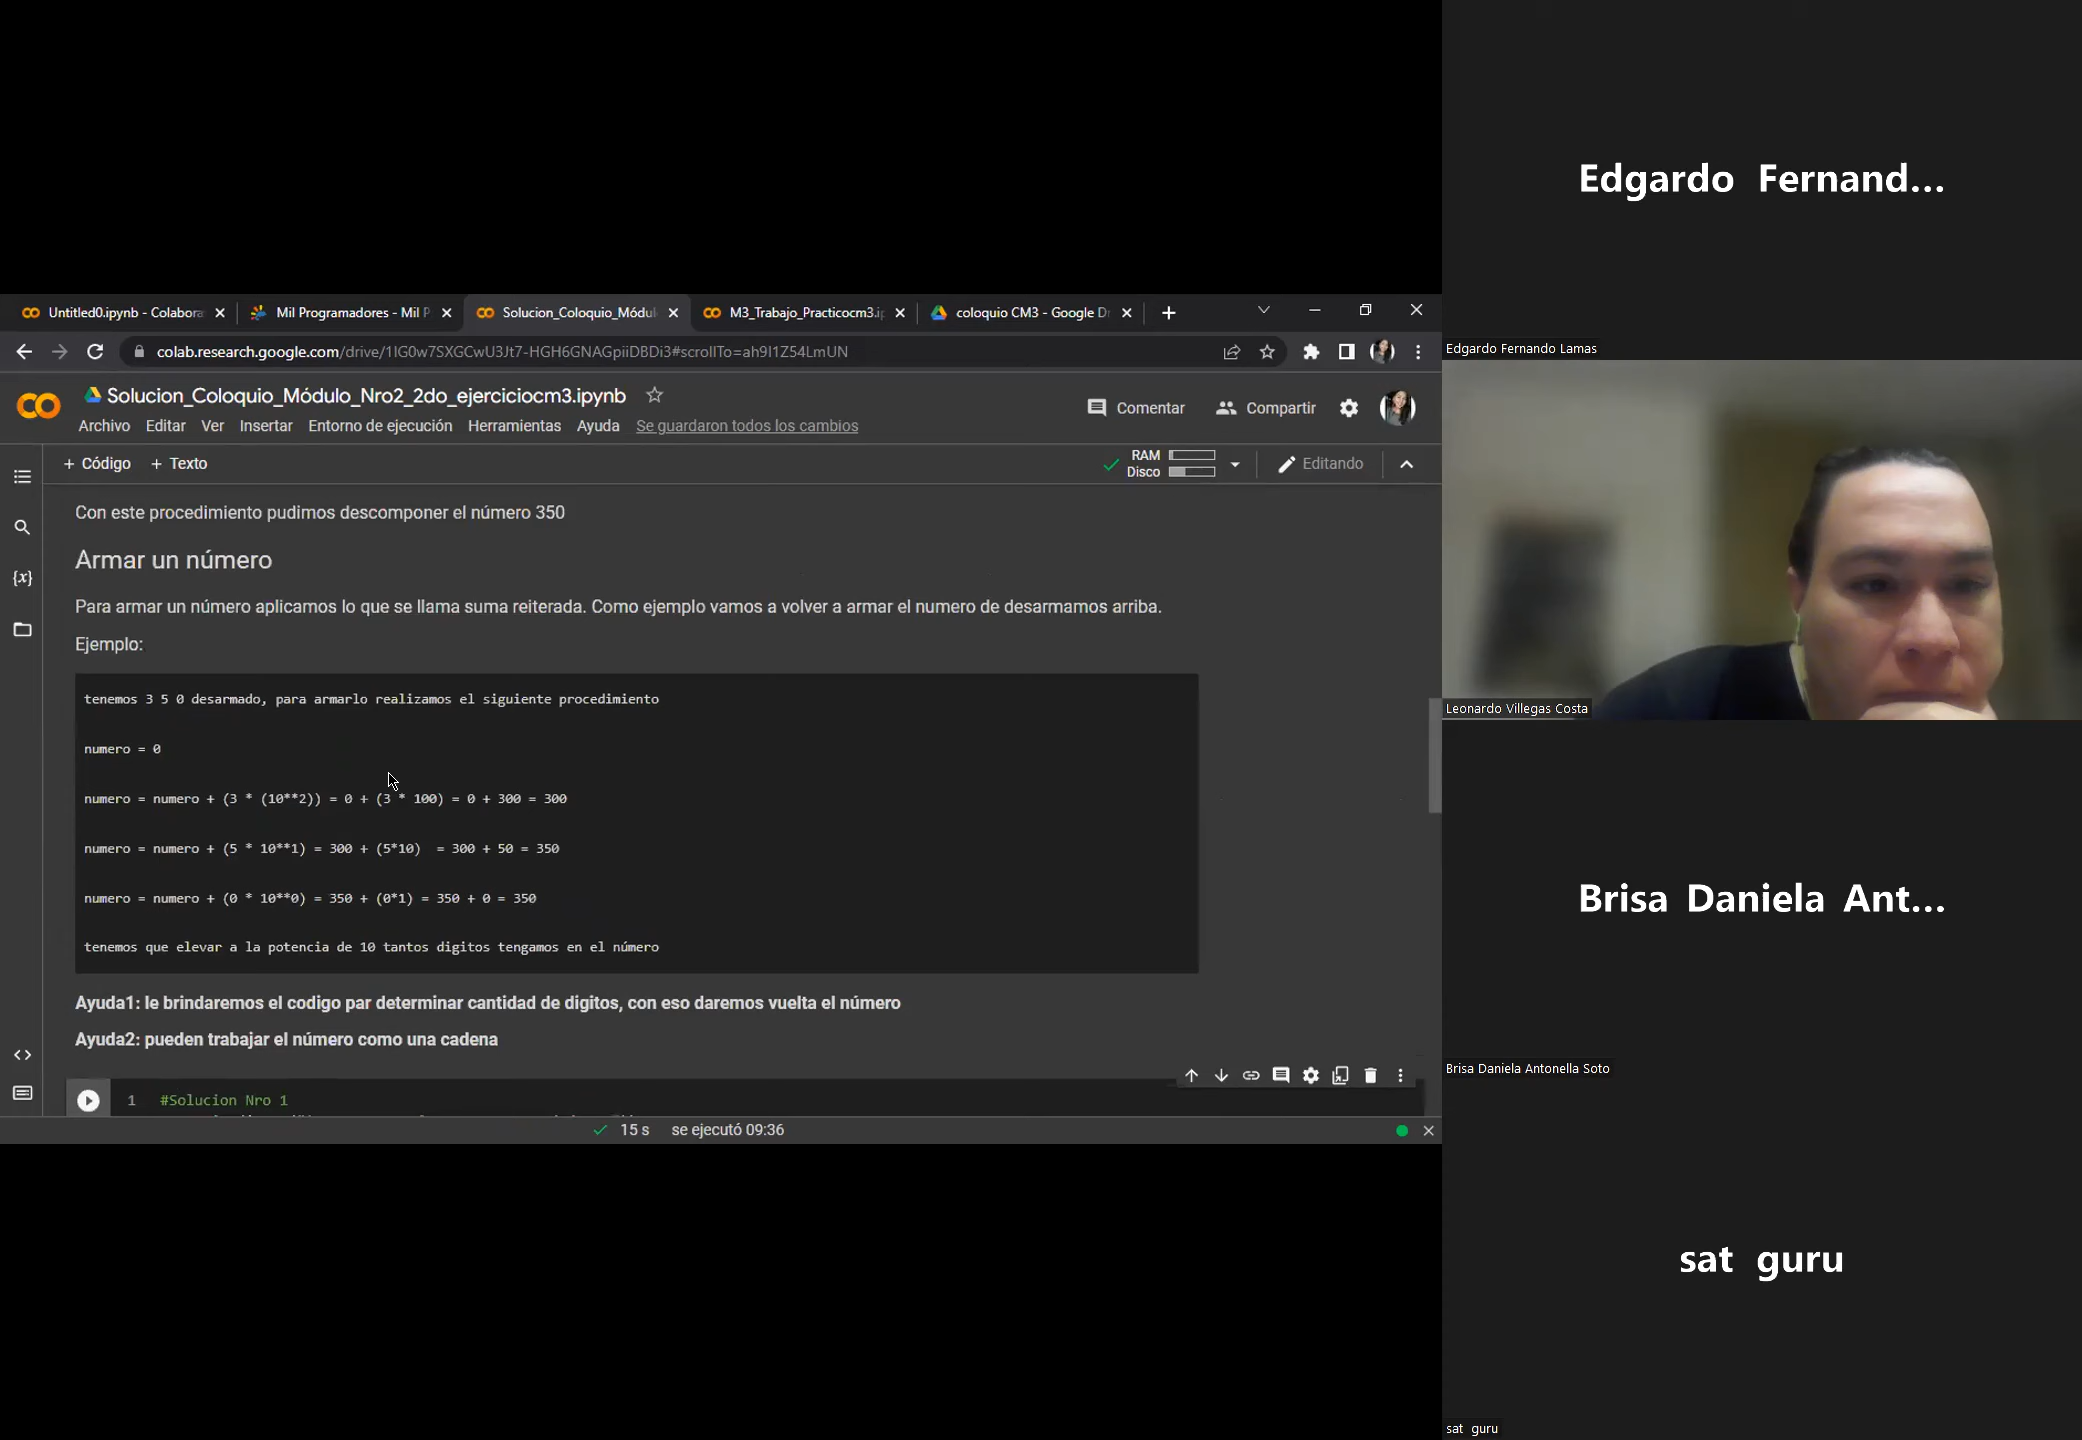 Untitled0.ipynb - Colabora
Mil Programadores - Mil P
Solucion_Coloquio_Módul
M3_Trabajo_Practicocm3.i
coloquio CM3 - Google D
colab.research.google.com/drive/1IG0w7SXGCwU3Jt7-HGH6GNAGpiiDBDi3#scrollTo=ah9I1Z54LmUN
Solucion_Coloquio_Módulo_Nro2_2do_ejerciciocm3.ipynb
Comentar
Compartir
Archivo Editar Ver Insertar Entorno de ejecución Herramientas Ayuda Se guardaron todos los cambios
+ Código + Texto
RAM
Disco
Editando
Con este procedimiento pudimos descomponer el número 350
Armar un número
Para armar un número aplicamos lo que se llama suma reiterada. Como ejemplo vamos a volver a armar el numero de desarmamos arriba.
Ejemplo:
tenemos 3 5 0 desarmado, para armarlo realizamos el siguiente procedimiento
numero = 0
numero = numero + (3 * (10**2)) = 0 + (3 * 100) = 0 + 300 = 300
numero = numero + (5 * 10**1) = 300 + (5*10)  = 300 + 50 = 350
numero = numero + (0 * 10**0) = 350 + (0*1) = 350 + 0 = 350
tenemos que elevar a la potencia de 10 tantos digitos tengamos en el número
Ayuda1: le brindaremos el codigo par determinar cantidad de digitos, con eso daremos vuelta el número
Ayuda2: pueden trabajar el número como una cadena
1 #Solucion Nro 1
15 s se ejecutó 09:36
Edgardo Fernand...
Edgardo Fernando Lamas
Leonardo Villegas Costa
Brisa Daniela Ant...
Brisa Daniela Antonella Soto
sat guru
sat guru